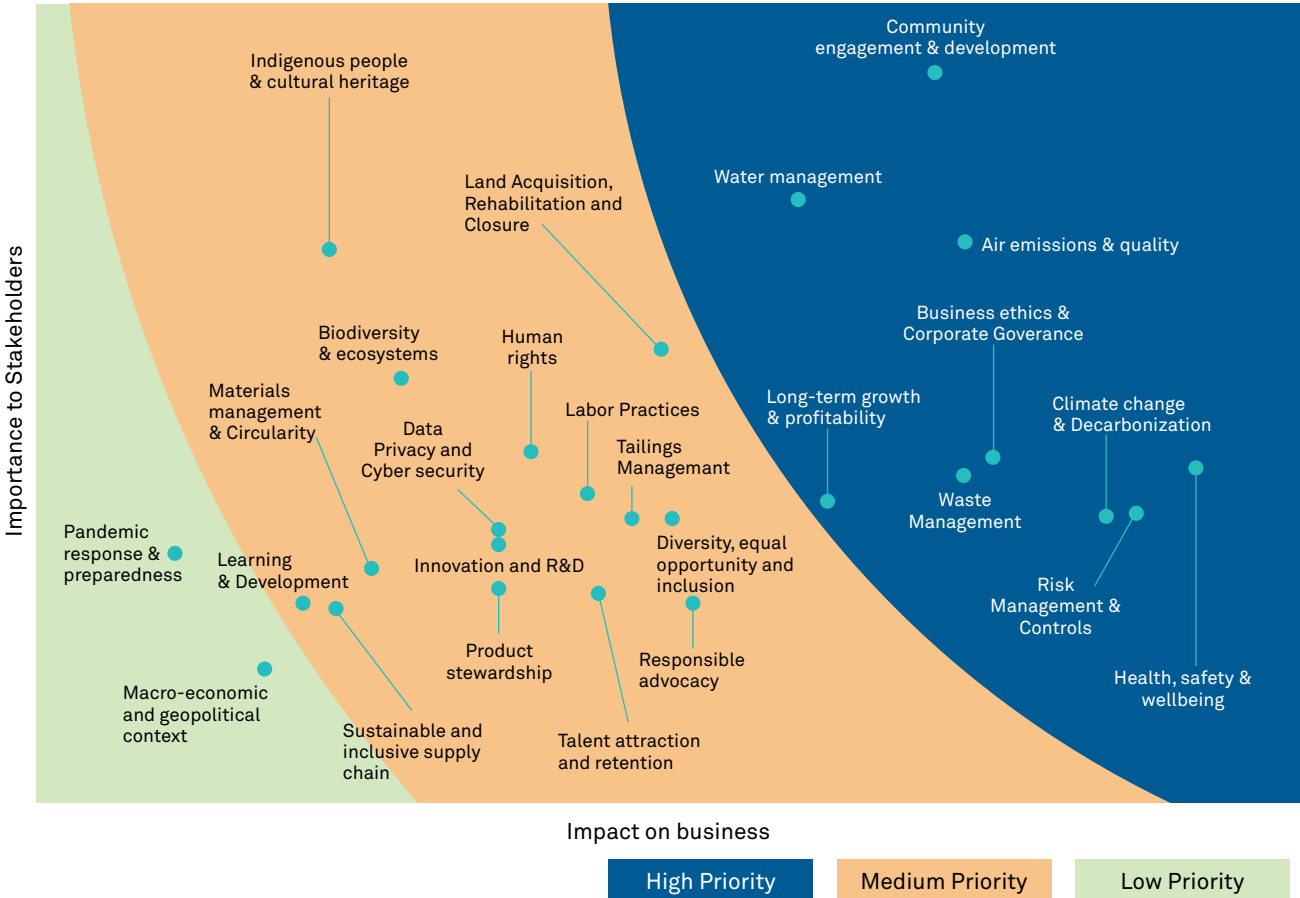 Community
engagement & development
Indigenous people
& cultural heritage
Water management
Land Acquisition,
Rehabilitation and
Closure
Air emissions & quality
Business ethics &
Corporate Goverance
Biodiversity
& ecosystems
Human
rights
Materials
management
& Circularity
Long-term growth
& profitability
Climate change
& Decarbonization
Labor Practices
Data
Privacy and
Cyber security
Tailings
Managemant
Waste
Management
Pandemic
response &
preparedness
Learning
& Development
Innovation and R&D
Diversity, equal
opportunity and
inclusion
Risk
Management &
Controls
Product
stewardship
Responsible
advocacy
Health, safety &
wellbeing
Macro-economic
and geopolitical
context
Sustainable and
inclusive supply
chain
Talent attraction
and retention
Importance to Stakeholders
Impact on business
High Priority
Medium Priority
Low Priority